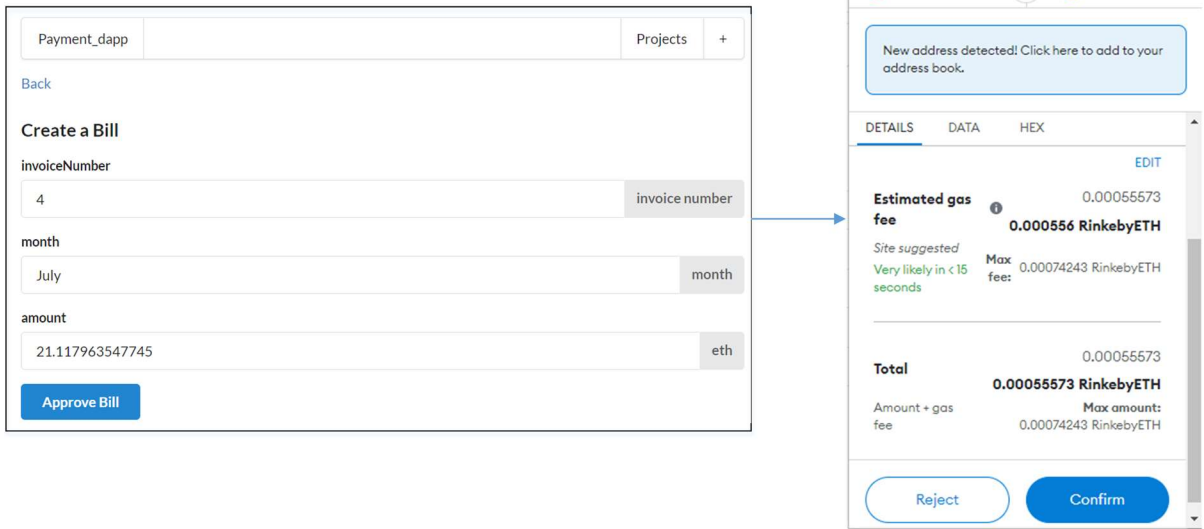 Payment_dapp Projects +
Back
Create a Bill
invoiceNumber
4 invoice number
month
July month
amount
21.117963547745 eth
Approve Bill
New address detected! Click here to add to your
address book.
DETAILS DATA HEX
EDIT
Estimated gas
fee
0.00055573
0.000556 RinkebyETH
Site suggested
Very likely in < 15
seconds
Max
fee:
0.00074243 RinkebyETH
Total
0.00055573
0.00055573 RinkebyETH
Amount + gas
fee
Max amount:
0.00074243 RinkebyETH
Reject Confirm